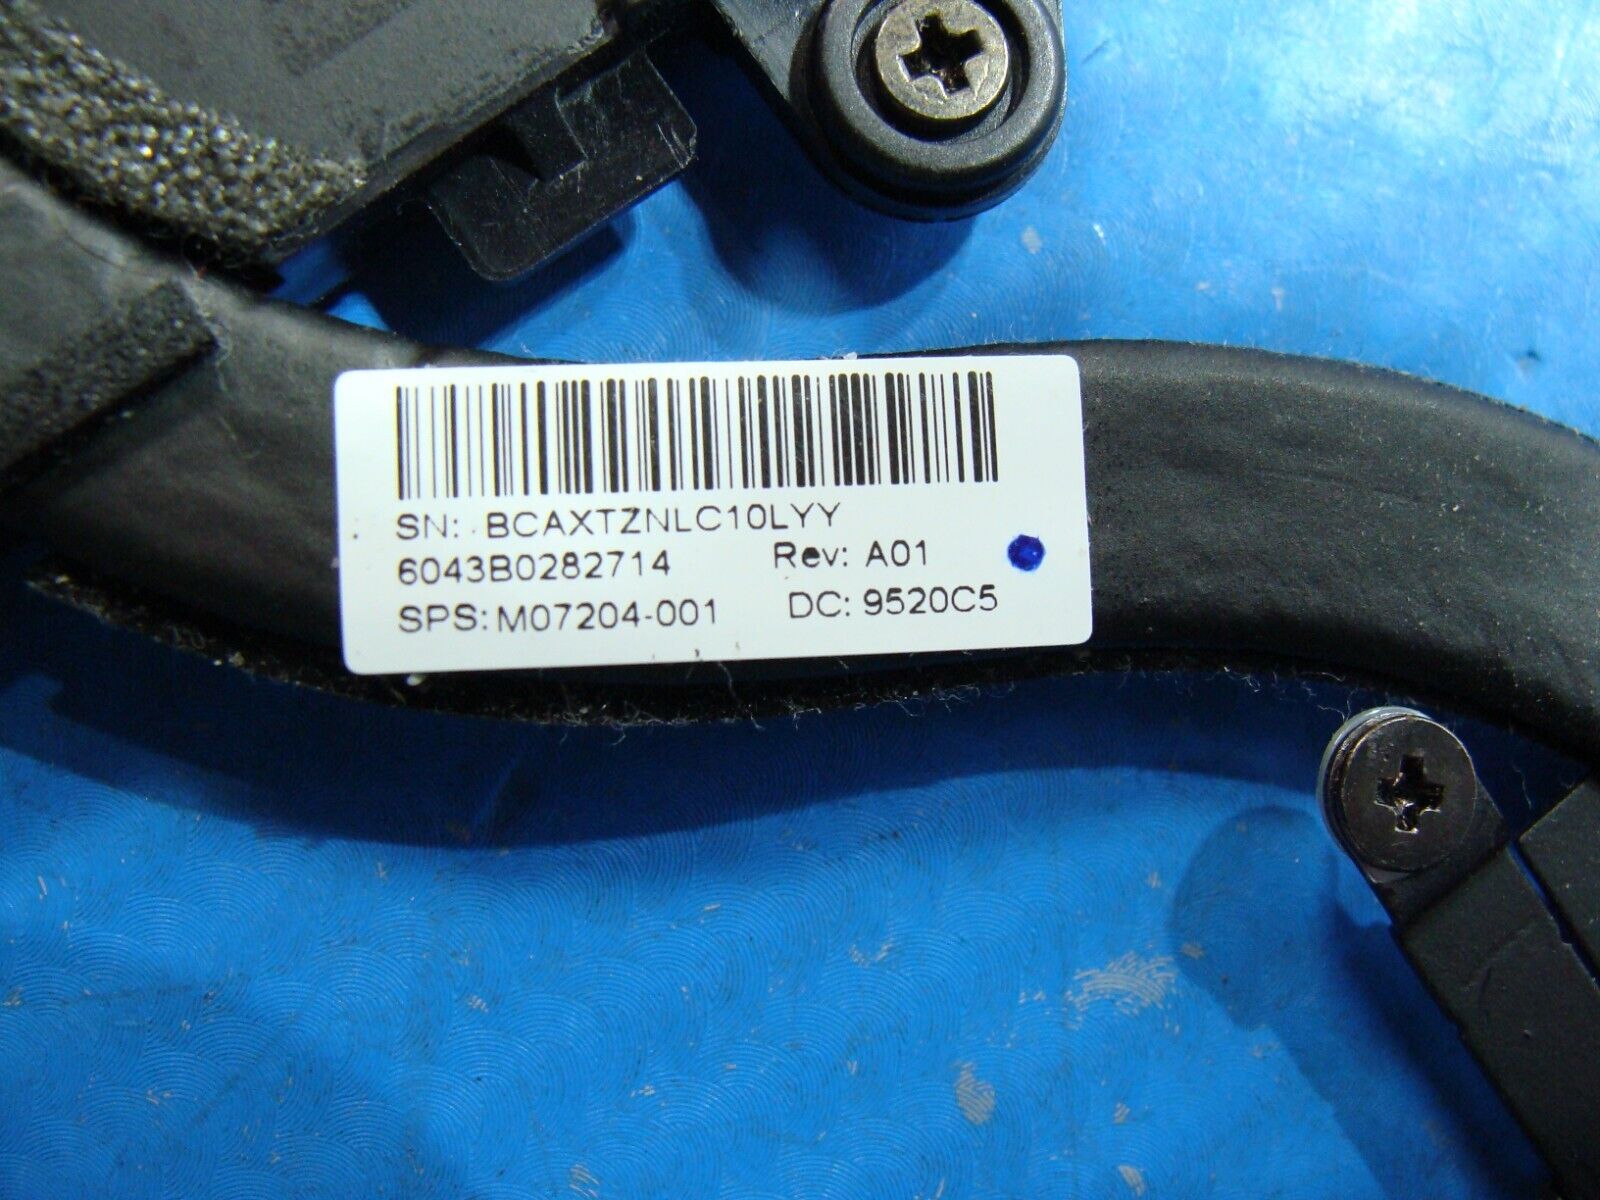 SN: BCAXTZNLC10LYY
6043B0282714 Rev: A01
SPS: M07204-001 DC: 9520C5